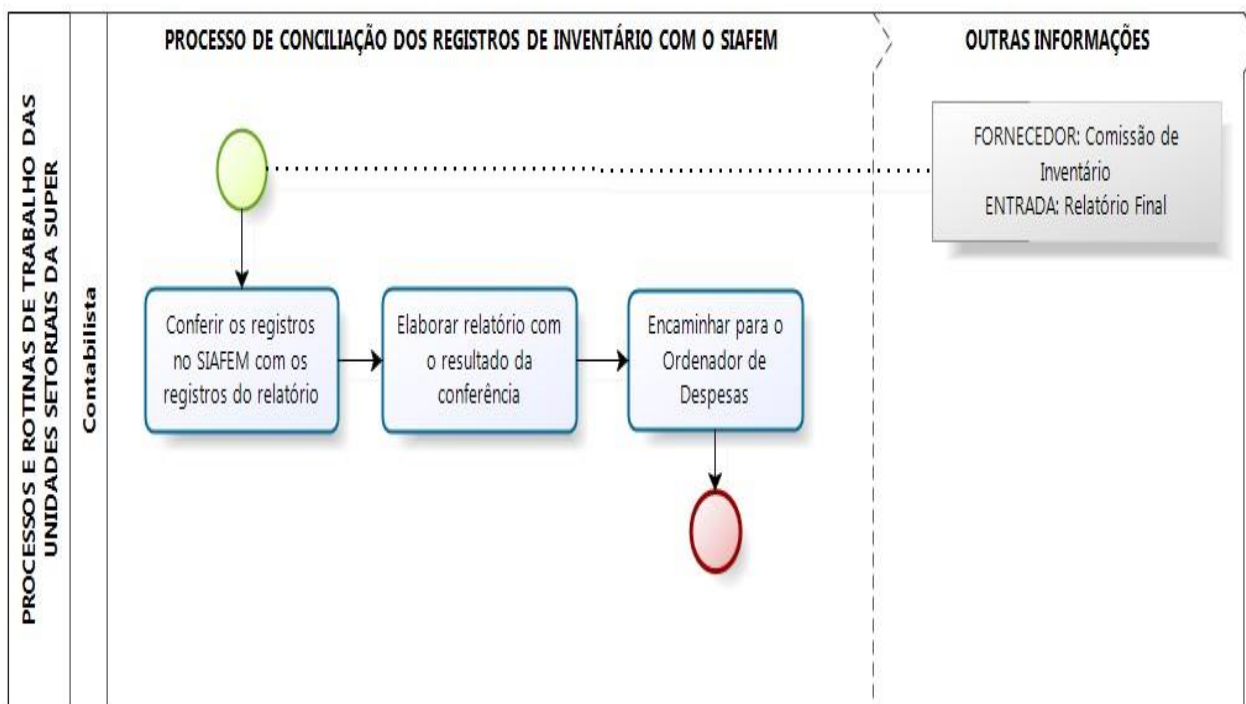 PROCESSOS E ROTINAS DE TRABALHO DAS
UNIDADES SETORIAIS DA SUPER
Contabilista
PROCESSO DE CONCILIAÇÃO DOS REGISTROS DE INVENTÁRIO COM O SIAFEM
OUTRAS INFORMAÇÕES
FORNECEDOR: Comissão de
Inventário
ENTRADA: Relatório Final
Conferir os registros
no SIAFEM com os
registros do relatório
Elaborar relatório com
o resultado da
conferência
Encaminhar para o
Ordenador de
Despesas